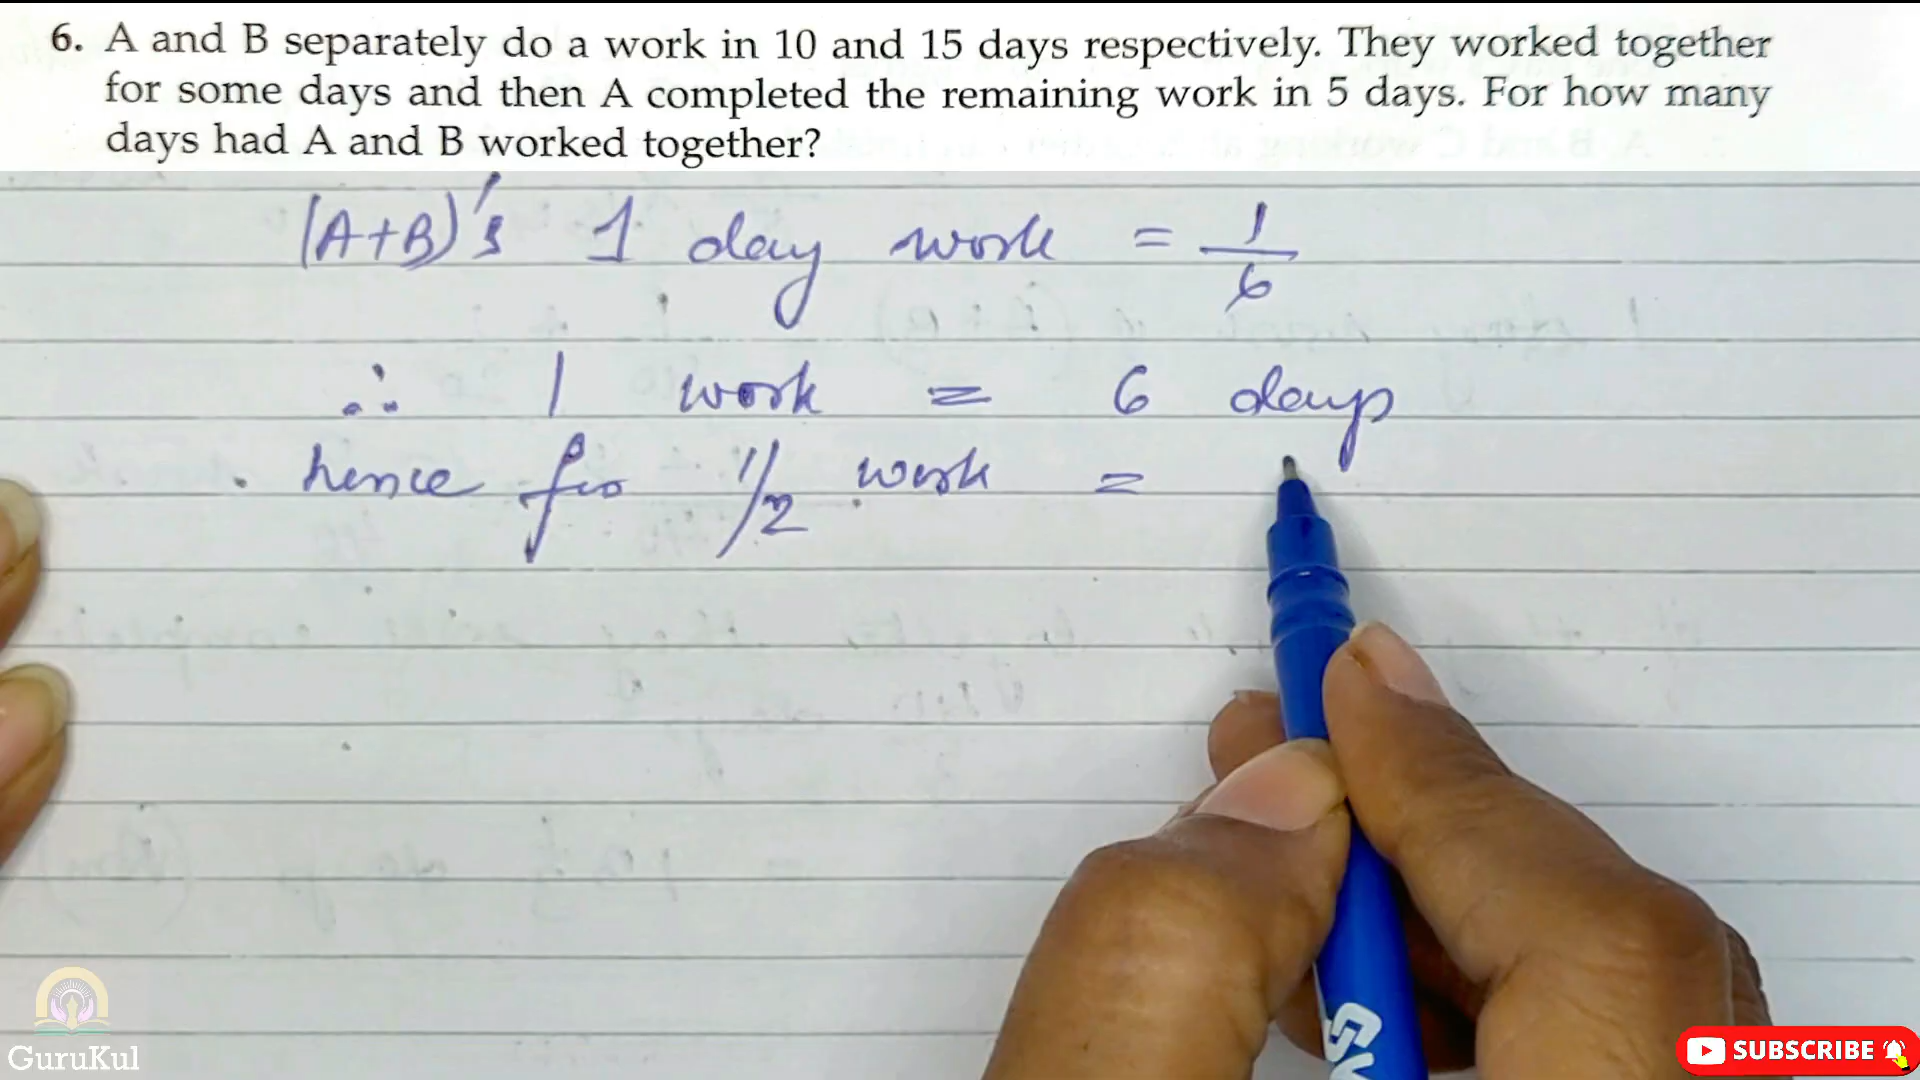 6. A and B separately do a work in 10 and 15 days respectively. They worked together
for some days and then A completed the remaining work in 5 days. For how many
days had A and B worked together?
(A+B)'s 1 day work = 1/6
∴ 1 work = 6 days
hence for 1/2 work =
GuruKul
SUBSCRIBE